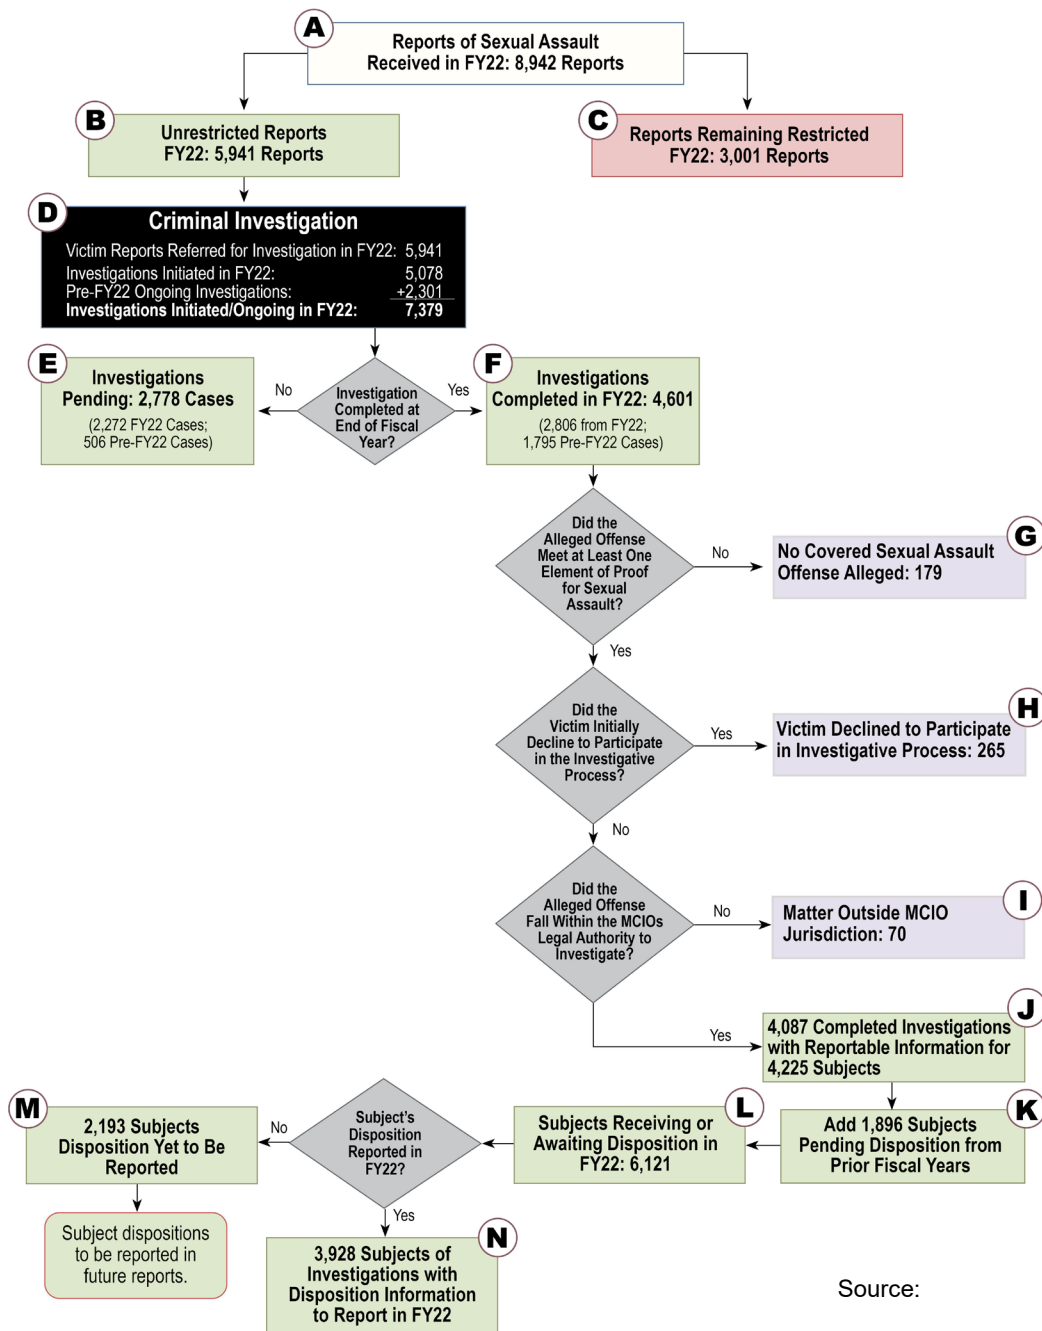 A
Reports of Sexual Assault
Received in FY22: 8,942 Reports
B
Unrestricted Reports
FY22: 5,941 Reports
C
Reports Remaining Restricted
FY22: 3,001 Reports
D
Criminal Investigation
Victim Reports Referred for Investigation in FY22: 5,941
Investigations Initiated in FY22: 5,078
Pre-FY22 Ongoing Investigations: +2,301
Investigations Initiated/Ongoing in FY22: 7,379
E
Investigations
Pending: 2,778 Cases
(2,272 FY22 Cases;
506 Pre-FY22 Cases)
No
Investigation
Completed at
End of Fiscal
Year?
Yes
F
Investigations
Completed in FY22: 4,601
(2,806 from FY22;
1,795 Pre-FY22 Cases)
Did the
Alleged Offense
Meet at Least One
Element of Proof
for Sexual
Assault?
No
G
No Covered Sexual Assault
Offense Alleged: 179
Yes
Did the
Victim Initially
Decline to Participate
in the Investigative
Process?
Yes
H
Victim Declined to Participate
in Investigative Process: 265
No
Did the
Alleged Offense
Fall Within the MCIOs
Legal Authority to
Investigate?
No
I
Matter Outside MCIO
Jurisdiction: 70
Yes
J
4,087 Completed Investigations
with Reportable Information for
4,225 Subjects
K
Add 1,896 Subjects
Pending Disposition from
Prior Fiscal Years
L
Subjects Receiving or
Awaiting Disposition in
FY22: 6,121
Subject's
Disposition
Reported in
FY22?
No
M
2,193 Subjects
Disposition Yet to Be
Reported
Subject dispositions
to be reported in
future reports.
Yes
N
3,928 Subjects of
Investigations with
Disposition Information
to Report in FY22
Source: